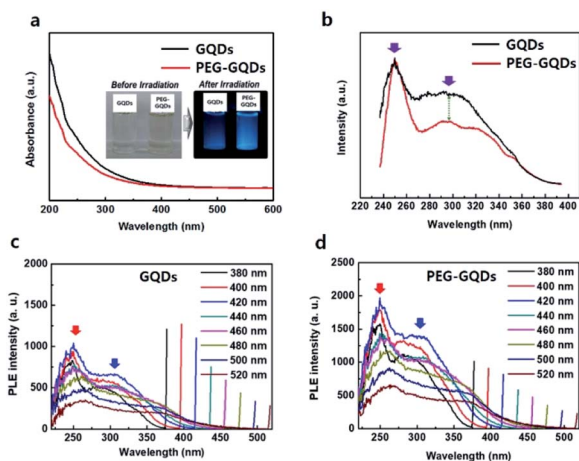 a
GQDs
PEG-GQDs
Before Irradiation
After Irradiation
GQDs
PEG-
GQDs
GQDs
PEG-
GQDs
Absorbance (a.u.)
200 300 400 500 600
Wavelength (nm)
b
GQDs
PEG-GQDs
Intensity (a.u.)
220 240 260 280 300 320 340 360 380 400
Wavelength (nm)
c
GQDs
380 nm
400 nm
420 nm
440 nm
460 nm
480 nm
500 nm
520 nm
PLE intensity (a. u.)
2000
1500
1000
500
0
250 300 350 400 450 500
Wavelength (nm)
d
PEG-GQDs
380 nm
400 nm
420 nm
440 nm
460 nm
480 nm
500 nm
520 nm
PLE intensity (a. u.)
2500
2000
1500
1000
500
0
250 300 350 400 450 500
Wavelength (nm)